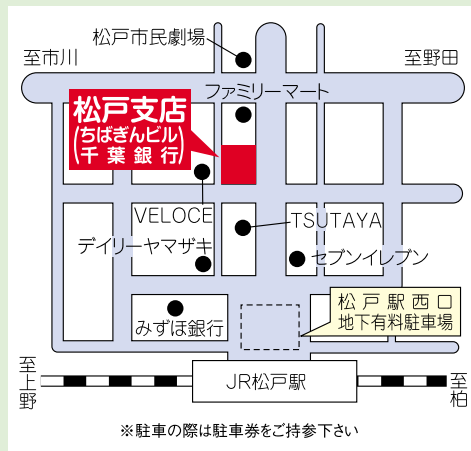 松戸市民劇場
至市川
至野田
ファミリーマート
松戸支店
(ちばぎんビル)
(千葉銀行)
VELOCE
TSUTAYA
デイリーヤマザキ
セブンイレブン
松戸駅西口
地下有料駐車場
みずほ銀行
至上野
JR松戸駅
至柏
※駐車の際は駐車券をご持参下さい